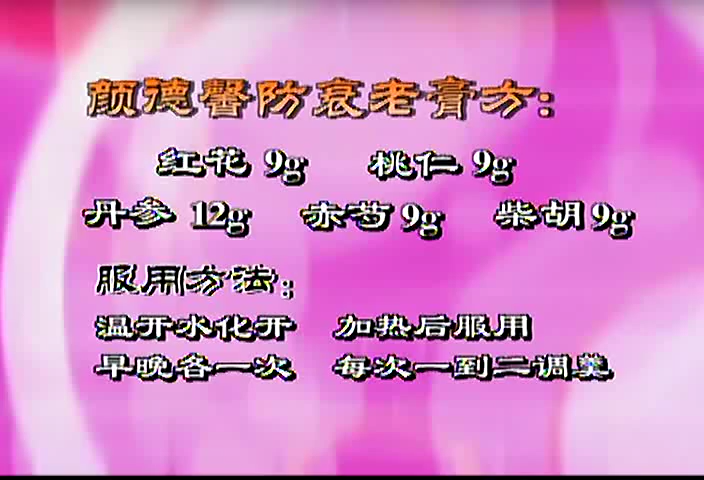 颜德馨防衰老膏方:
红花 9g 桃仁 9g
丹参 12g 赤芍 9g 柴胡 9g
服用方法:
温开水化开 加热后服用
早晚各一次 每次一到二调羹